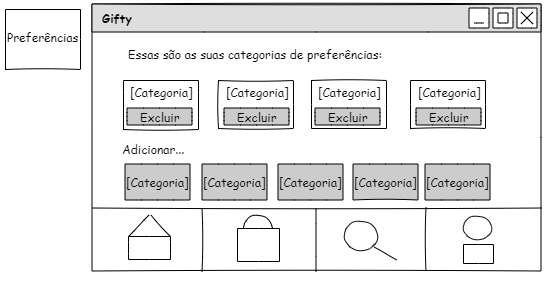 Preferências
Gifty
Essas são as suas categorias de preferências:
[Categoria] [Categoria] [Categoria] [Categoria]
Excluir Excluir Excluir Excluir
Adicionar...
[Categoria] [Categoria] [Categoria] [Categoria] [Categoria]